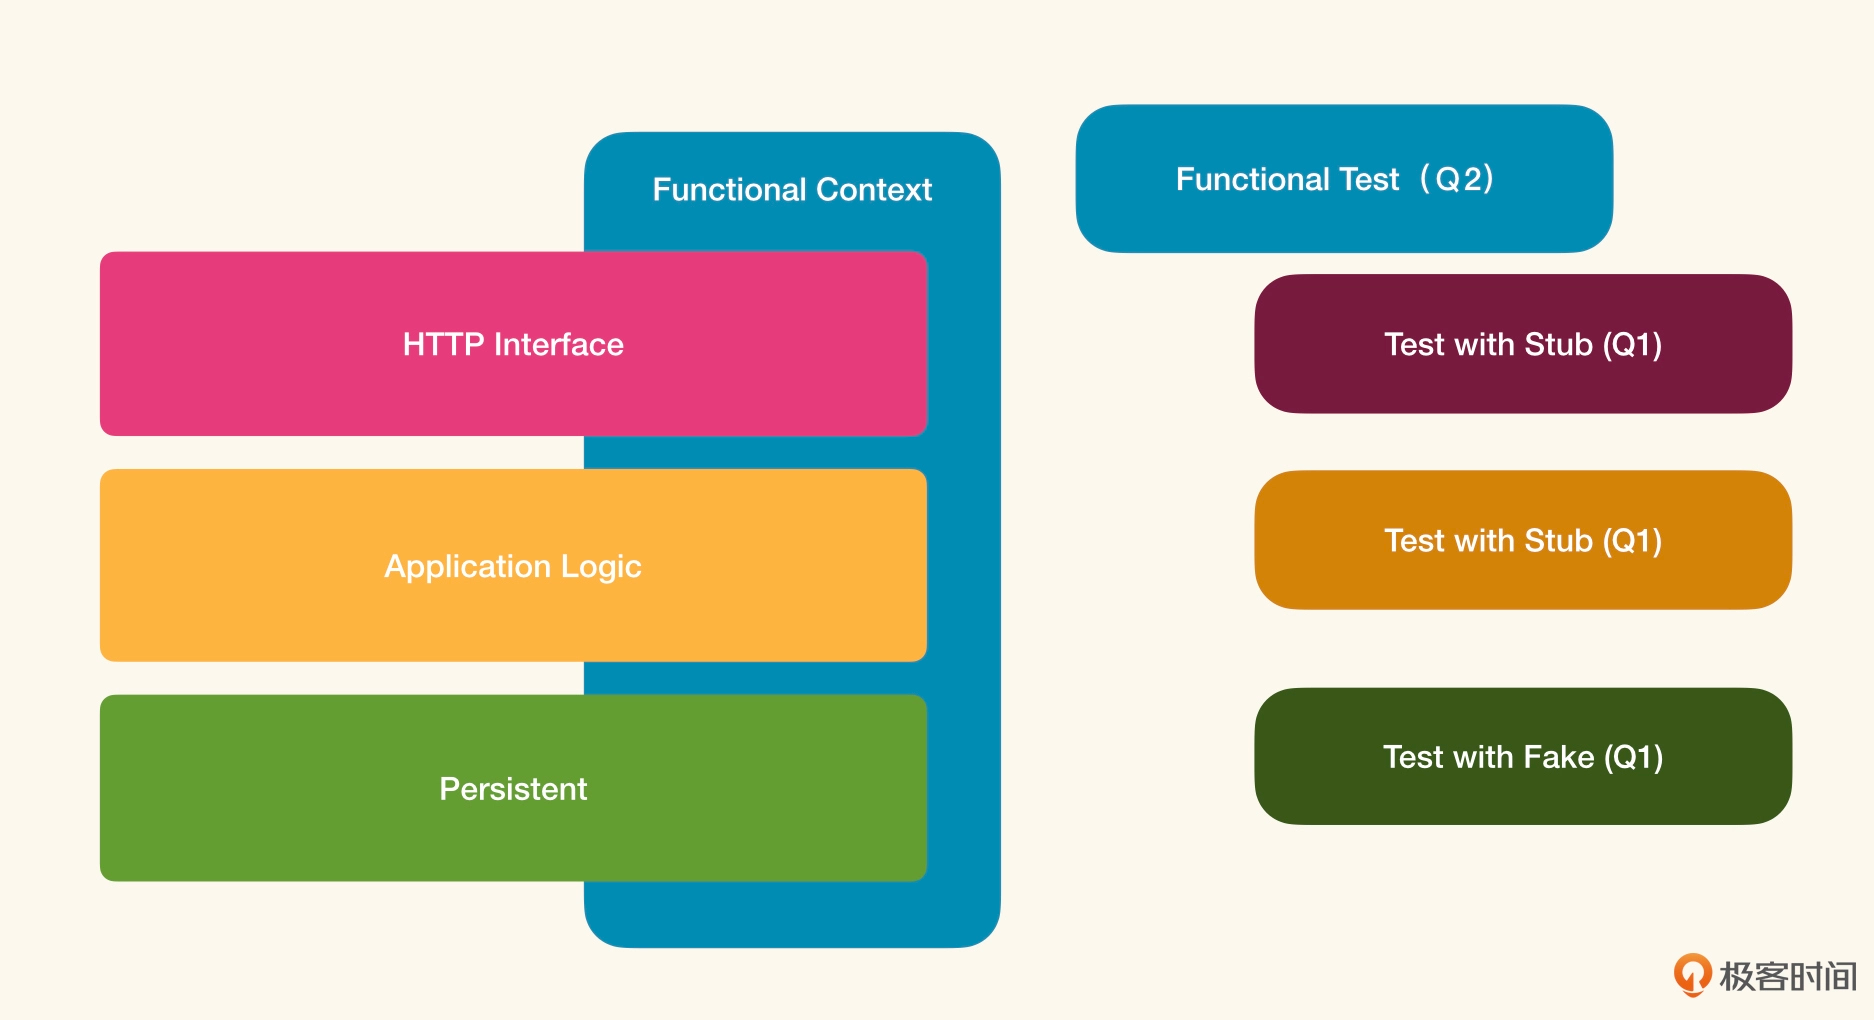 Functional Context
Functional Test（Q2）
HTTP Interface
Test with Stub (Q1)
Application Logic
Test with Stub (Q1)
Persistent
Test with Fake (Q1)
极客时间